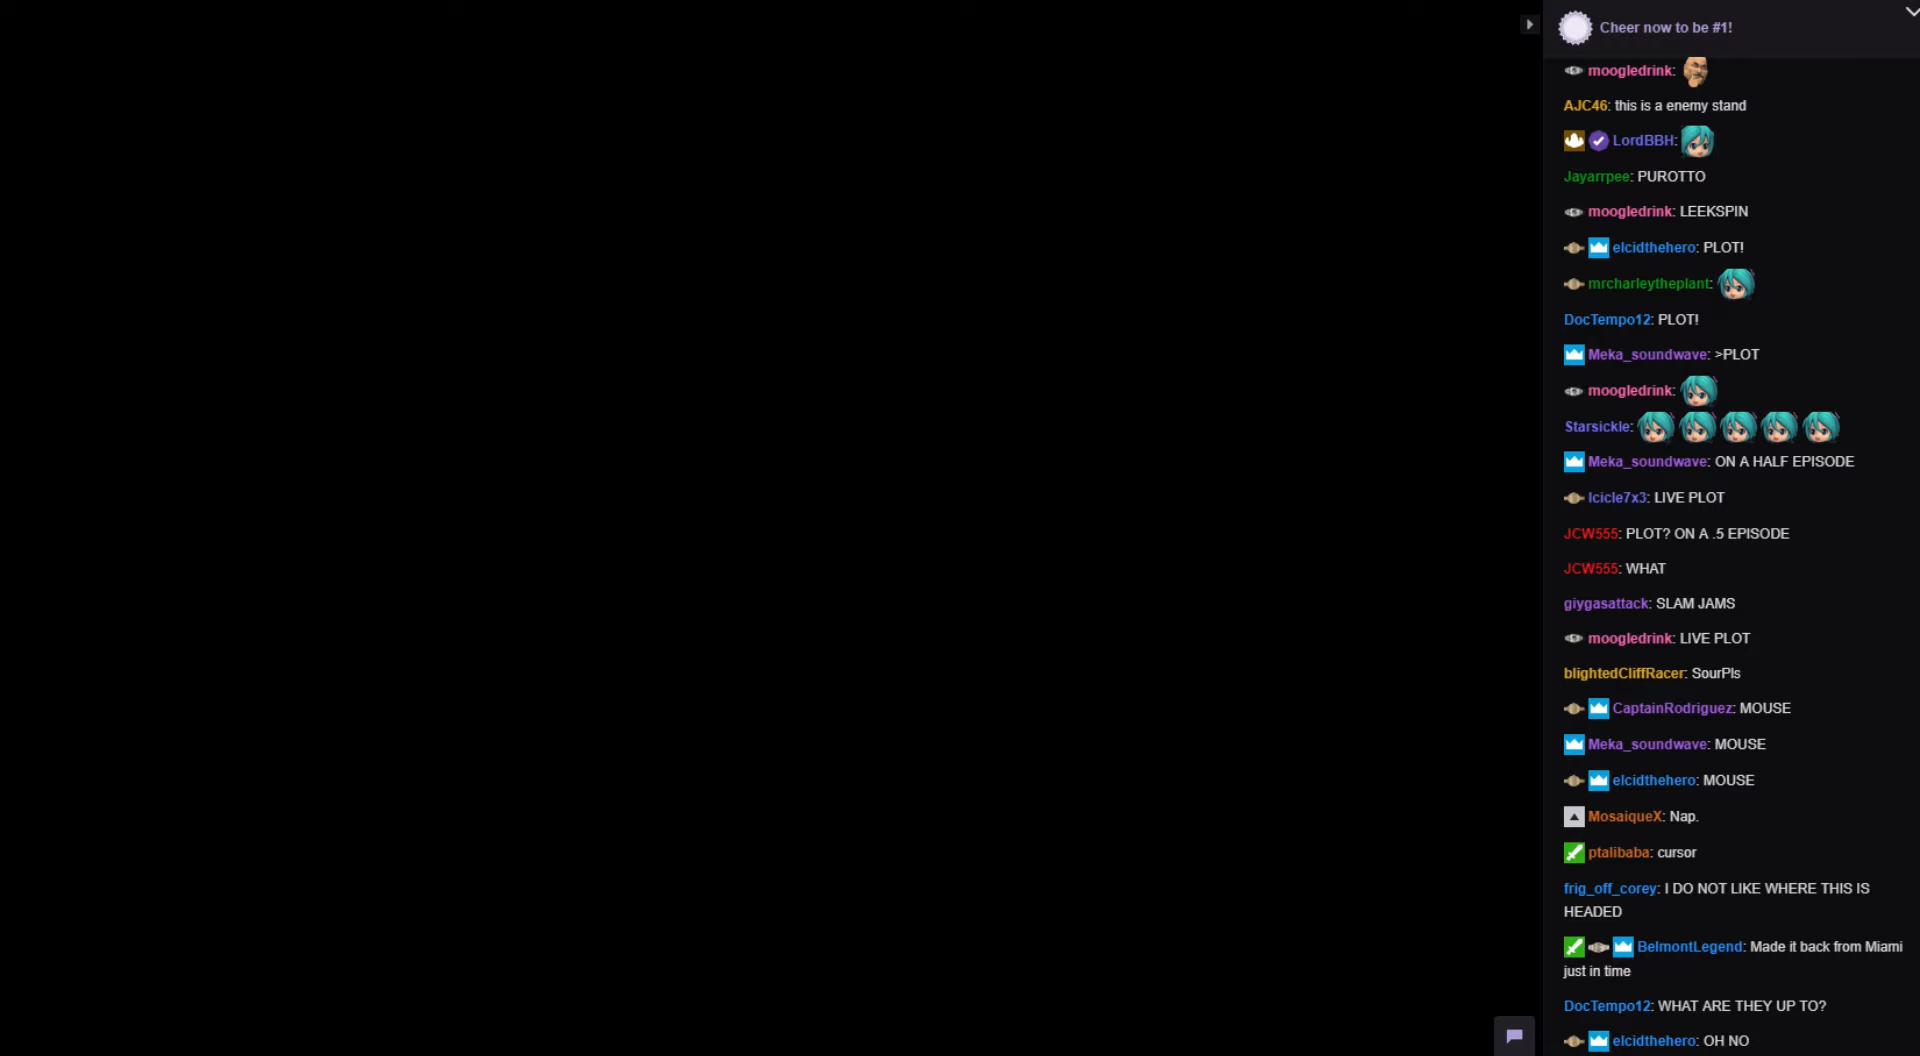 Cheer now to be #1!
moogledrink:
AJC46: this is a enemy stand
LordBBH:
Jayarrpee: PUROTTO
moogledrink: LEEKSPIN
elcidthehero: PLOT!
mrcharleytheplant:
DocTempo12: PLOT!
Meka_soundwave: >PLOT
moogledrink:
Starsickle:
Meka_soundwave: ON A HALF EPISODE
Icicle7x3: LIVE PLOT
JCW555: PLOT? ON A .5 EPISODE
JCW555: WHAT
giygasattack: SLAM JAMS
moogledrink: LIVE PLOT
blightedCliffRacer: SourPls
CaptainRodriguez: MOUSE
Meka_soundwave: MOUSE
elcidthehero: MOUSE
MosaiqueX: Nap.
ptalibaba: cursor
frig_off_corey: I DO NOT LIKE WHERE THIS IS
HEADED
BelmontLegend: Made it back from Miami
just in time
DocTempo12: WHAT ARE THEY UP TO?
elcidthehero: OH NO